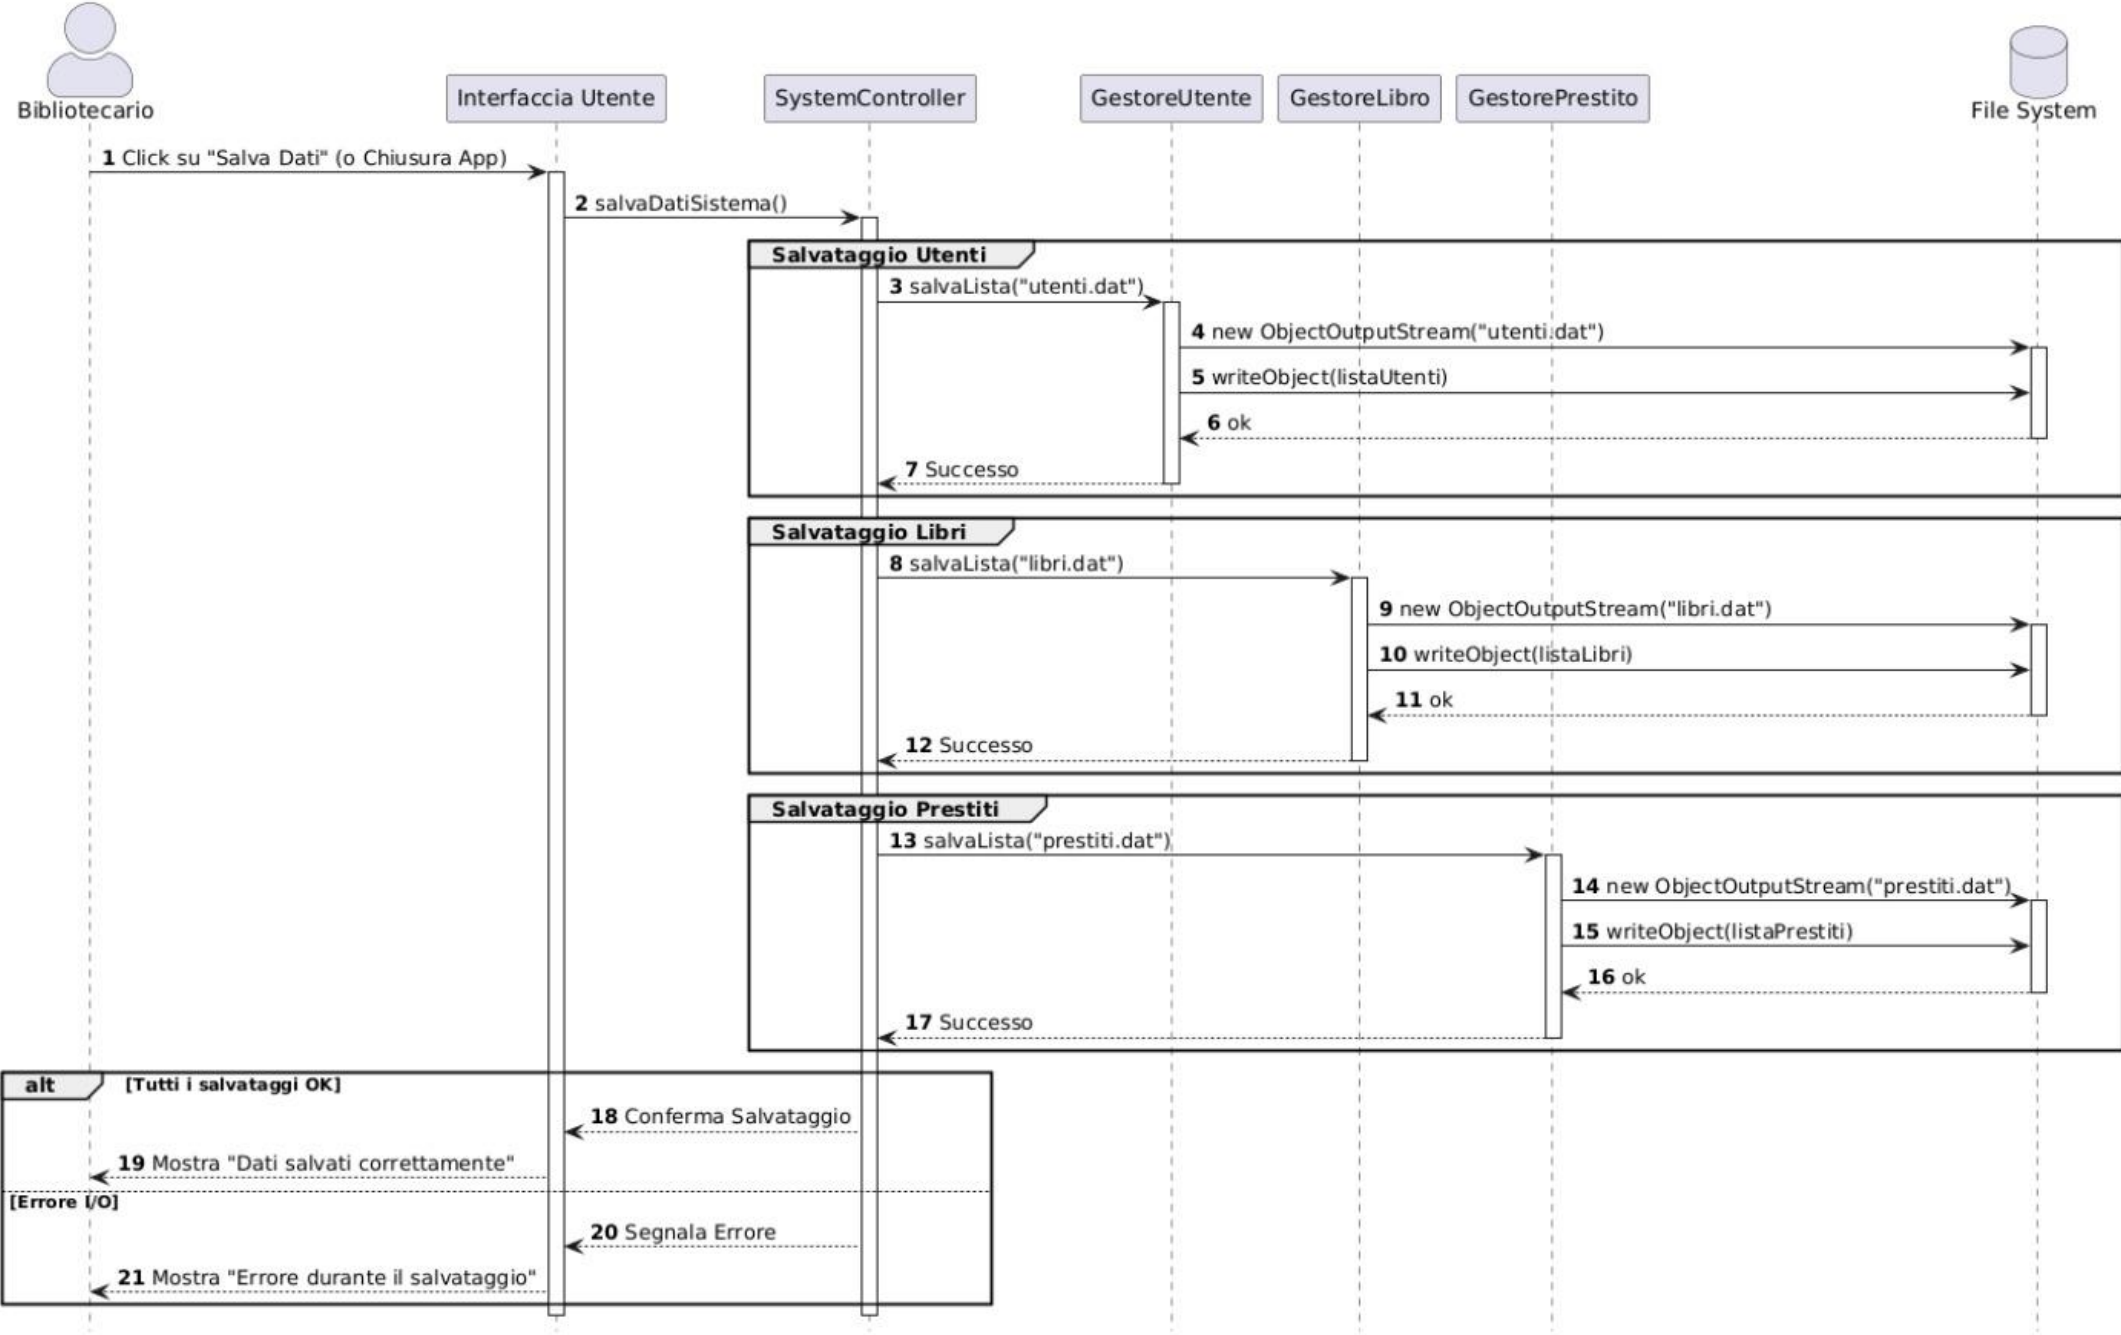 Bibliotecario
Interfaccia Utente
SystemController
GestoreUtente
GestoreLibro
GestorePrestito
File System
1 Click su "Salva Dati" (o Chiusura App)
2 salvaDatiSistema()
Salvataggio Utenti
3 salvaLista("utenti.dat")
4 new ObjectOutputStream("utenti.dat")
5 writeObject(listaUtenti)
6 ok
7 Successo
Salvataggio Libri
8 salvaLista("libri.dat")
9 new ObjectOutputStream("libri.dat")
10 writeObject(listaLibri)
11 ok
12 Successo
Salvataggio Prestiti
13 salvaLista("prestiti.dat")
14 new ObjectOutputStream("prestiti.dat")
15 writeObject(listaPrestiti)
16 ok
17 Successo
alt [Tutti i salvataggi OK]
18 Conferma Salvataggio
19 Mostra "Dati salvati correttamente"
[Errore I/O]
20 Segnala Errore
21 Mostra "Errore durante il salvataggio"